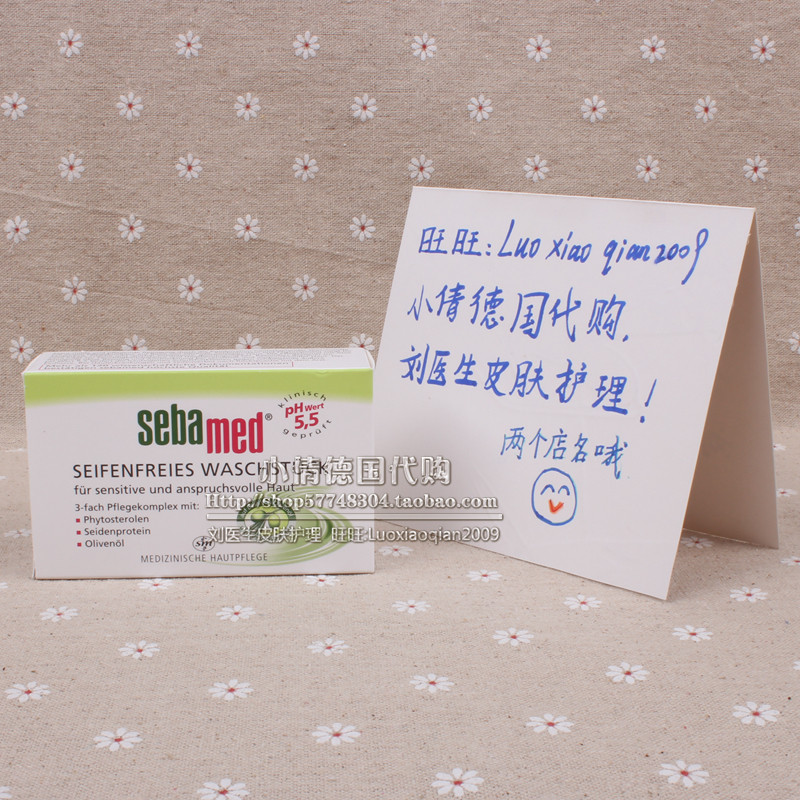 sebamed®
klinisch geprüft
pH Wert
5,5
SEIFENFREIES WASCHSTÜCK
für sensitive und anspruchsvolle Haut
3-fach Pflegekomplex mit:
Phytosterolen
Seidenprotein
Olivenöl
MEDIZINISCHE HAUTPFLEGE
旺旺:Luo xiao qian2009
小倩德国代购,
刘医生皮肤护理!
两个店名哦
小倩德国代购
Http://shop57748304.taobao.com/
刘医生皮肤护理 旺旺:Luoxiaoqian2009